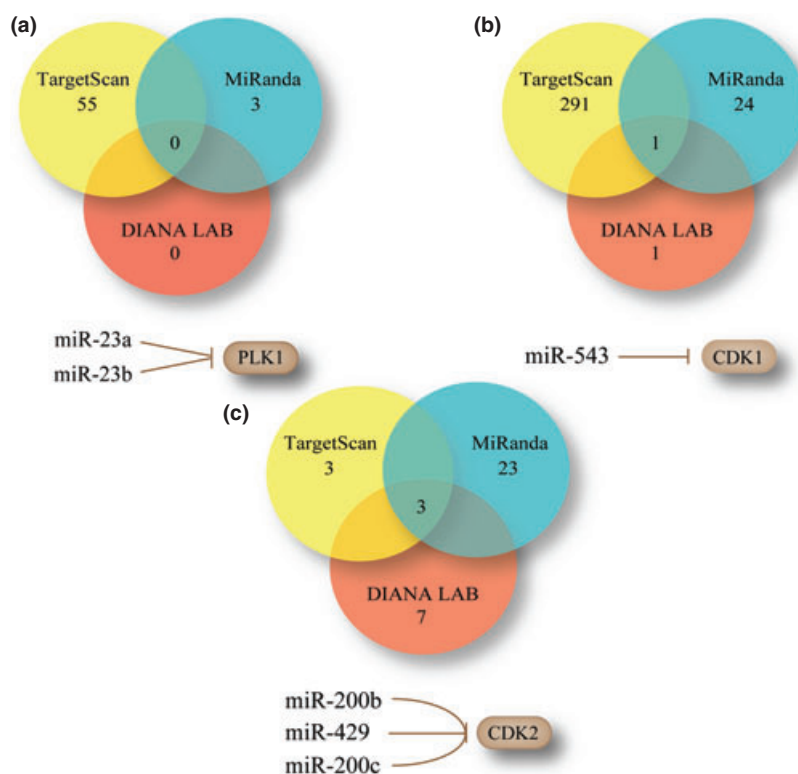 (a)
TargetScan
55
MiRanda
3
0
DIANA LAB
0
miR-23a
miR-23b
PLK1
(b)
TargetScan
291
MiRanda
24
1
DIANA LAB
1
miR-543
CDK1
(c)
TargetScan
3
MiRanda
23
3
DIANA LAB
7
miR-200b
miR-429
miR-200c
CDK2